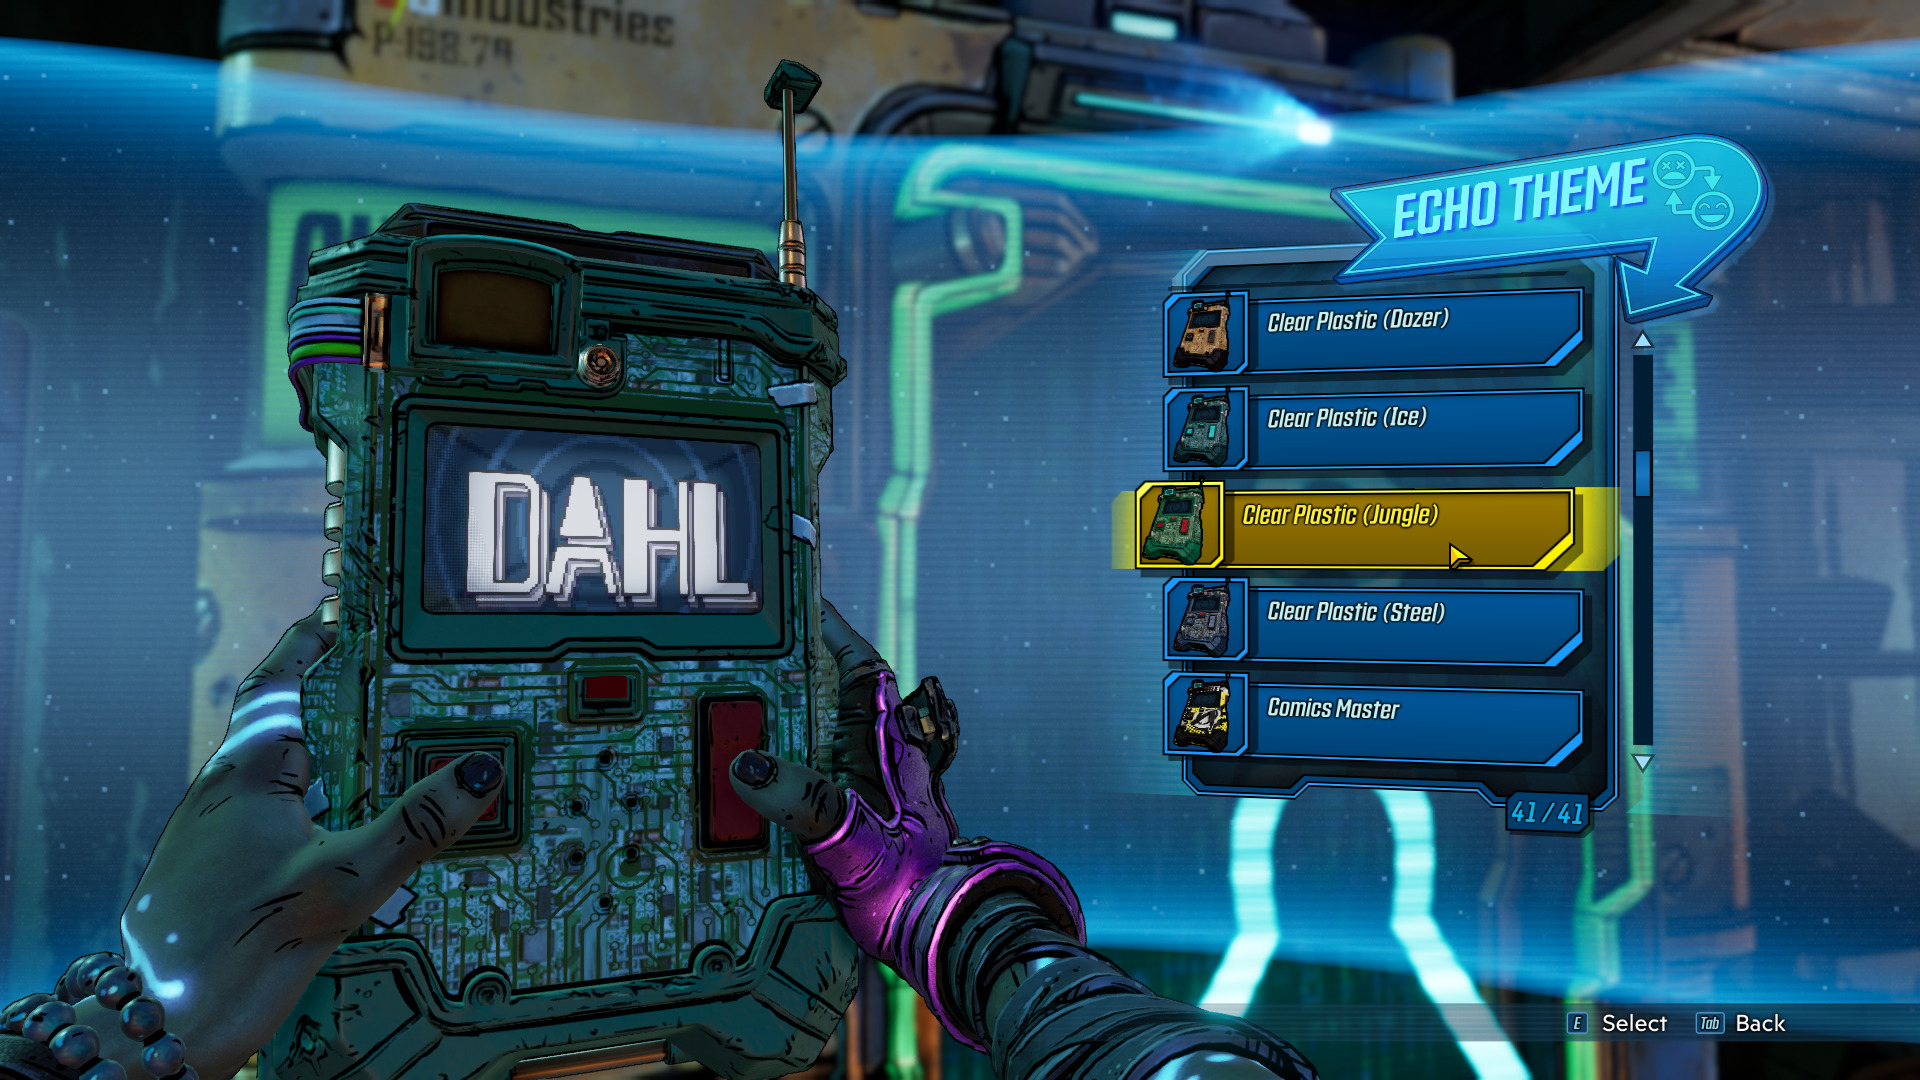 Industries
P-198.79
ECHO THEME
DAHL
Clear Plastic (Dozer)
Clear Plastic (Ice)
Clear Plastic (Jungle)
Clear Plastic (Steel)
Comics Master
41/41
E Select Tab Back